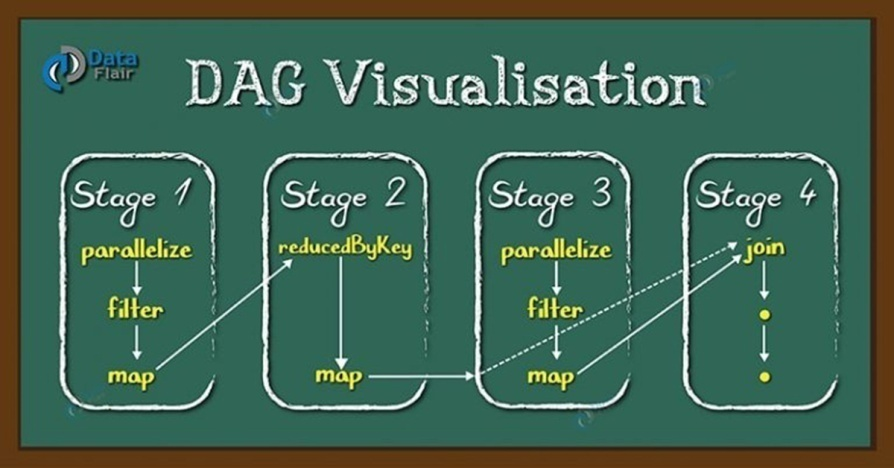 Data
Flair
DAG Visualisation
Stage 1
parallelize
filter
map
Stage 2
reducedByKey
map
Stage 3
parallelize
filter
map
Stage 4
join